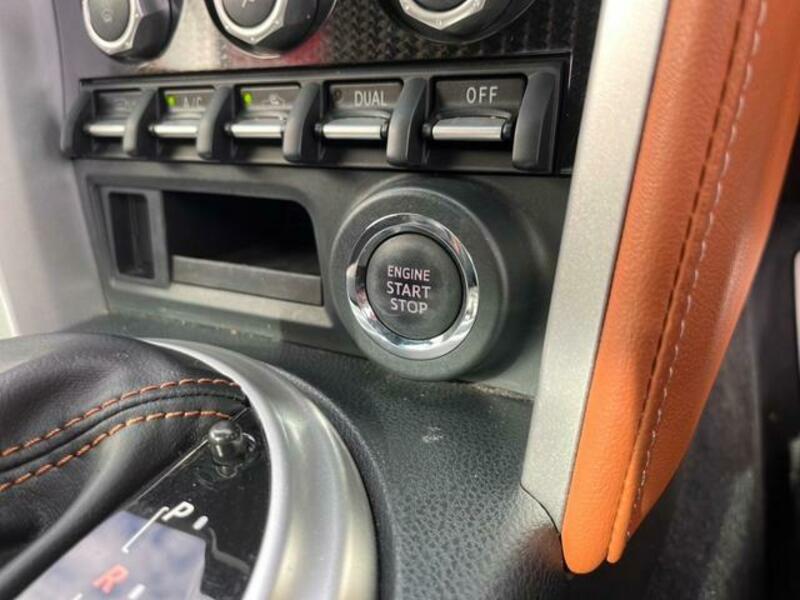 A/C
DUAL
OFF
ENGINE
START
STOP
P
R